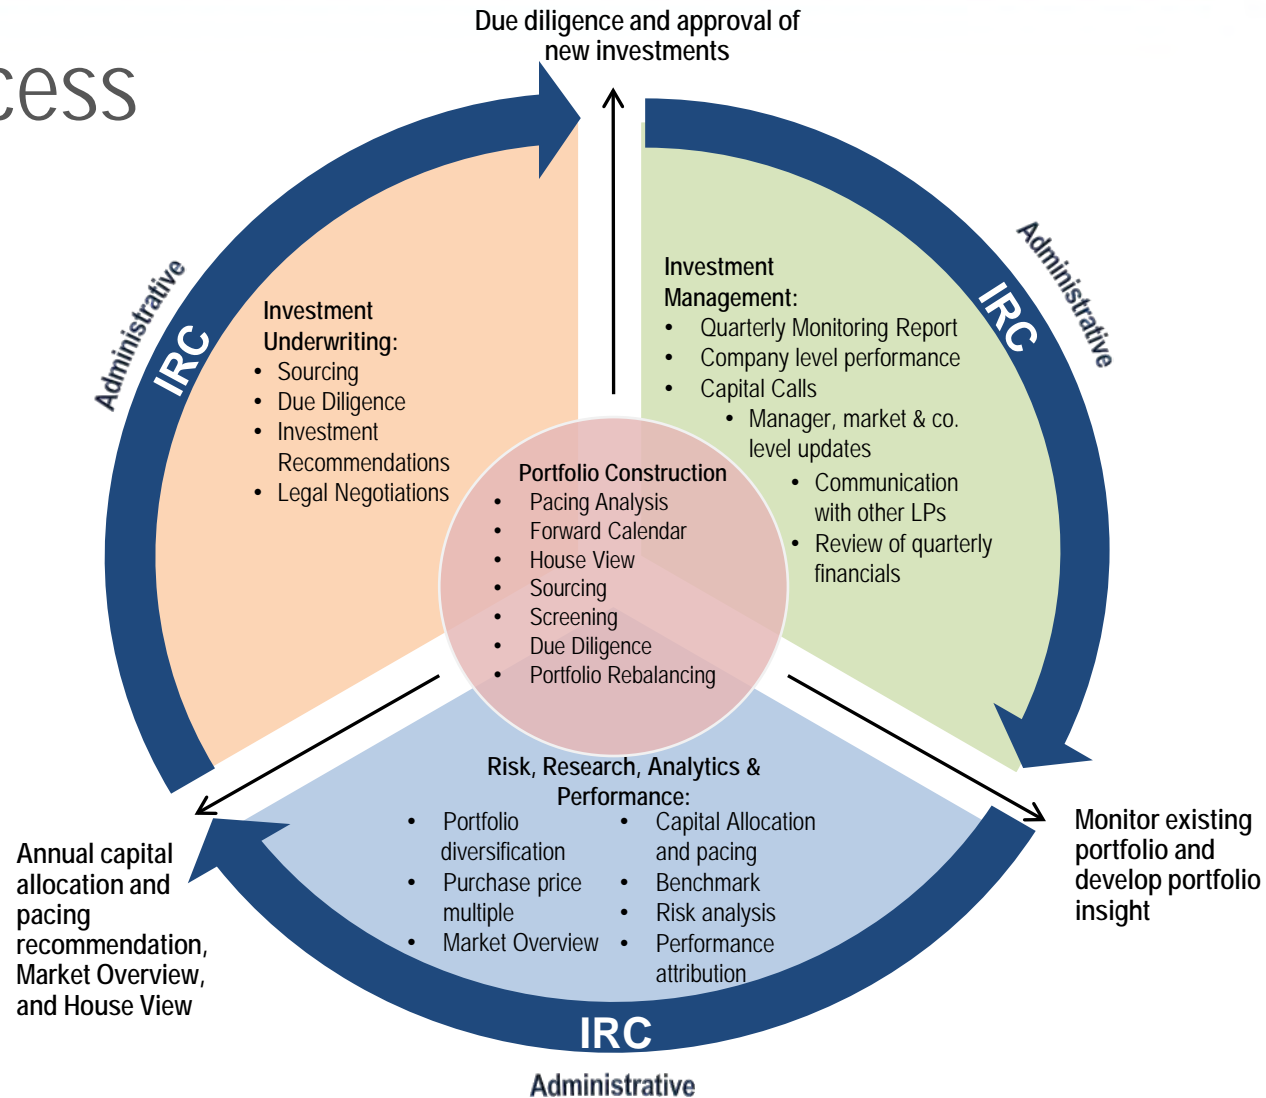 Due diligence and approval of
new investments
cess
Administrative
IRC
Investment
Underwriting:
• Sourcing
• Due Diligence
• Investment
Recommendations
• Legal Negotiations
Investment
Management:
• Quarterly Monitoring Report
• Company level performance
• Capital Calls
• Manager, market & co.
level updates
• Communication
with other LPs
• Review of quarterly
financials
IRC
Administrative
Portfolio Construction
• Pacing Analysis
• Forward Calendar
• House View
• Sourcing
• Screening
• Due Diligence
• Portfolio Rebalancing
Risk, Research, Analytics &
Performance:
• Portfolio
diversification
• Purchase price
multiple
• Market Overview
• Capital Allocation
and pacing
• Benchmark
• Risk analysis
• Performance
attribution
Annual capital
allocation and
pacing
recommendation,
Market Overview,
and House View
Monitor existing
portfolio and
develop portfolio
insight
IRC
Administrative